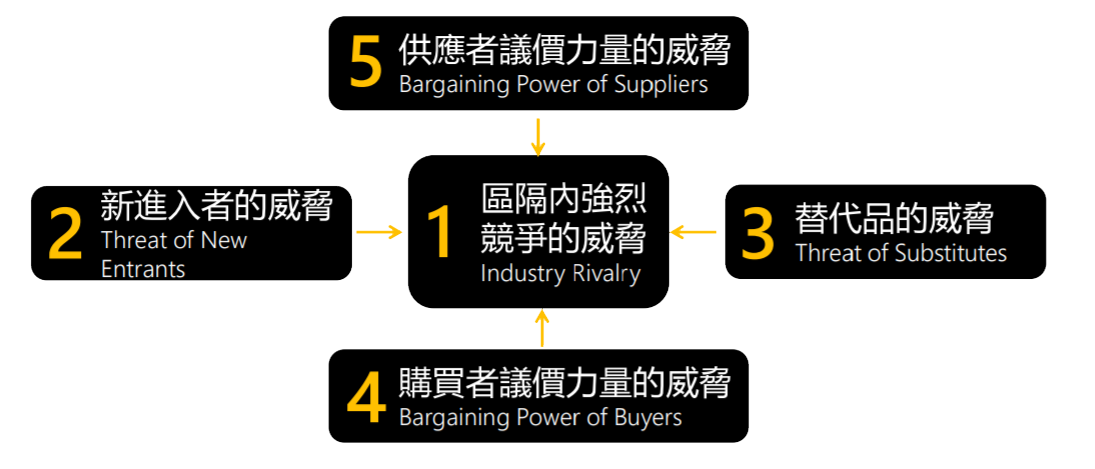 5
供應者議價力量的威脅
Bargaining Power of Suppliers
2
新進入者的威脅
Threat of New
Entrants
1
區隔內強烈
競爭的威脅
Industry Rivalry
3
替代品的威脅
Threat of Substitutes
4
購買者議價力量的威脅
Bargaining Power of Buyers